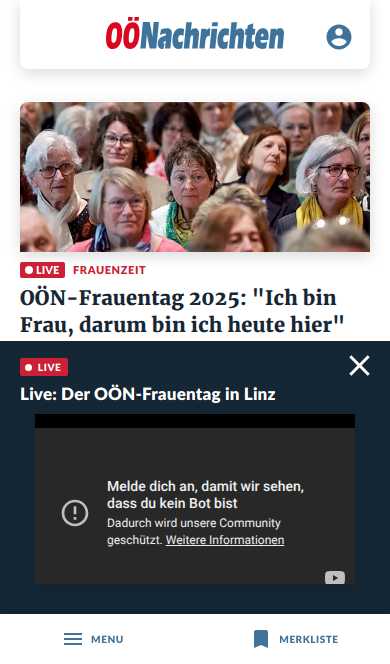 OÖNachrichten
LIVE FRAUENZEIT
OÖN-Frauentag 2025: "Ich bin
Frau, darum bin ich heute hier"
LIVE
Live: Der OÖN-Frauentag in Linz
Melde dich an, damit wir sehen,
dass du kein Bot bist
Dadurch wird unsere Community
geschützt. Weitere Informationen
MENU MERKLISTE